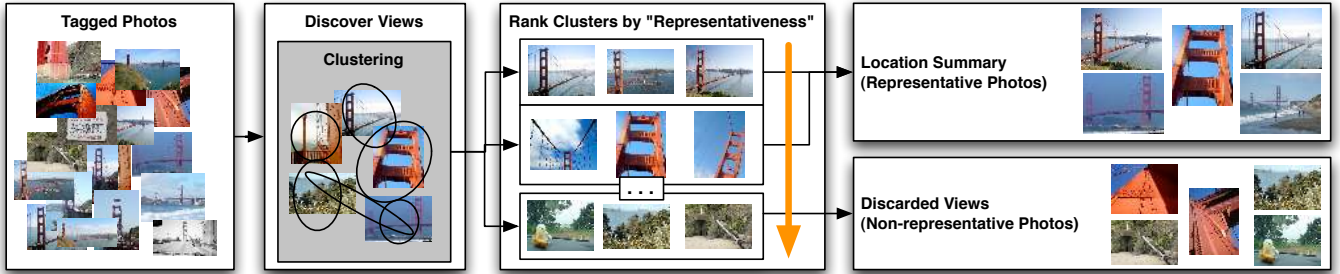 Tagged Photos
Discover Views
Clustering
Rank Clusters by "Representativeness"
. . .
Location Summary
(Representative Photos)
Discarded Views
(Non-representative Photos)